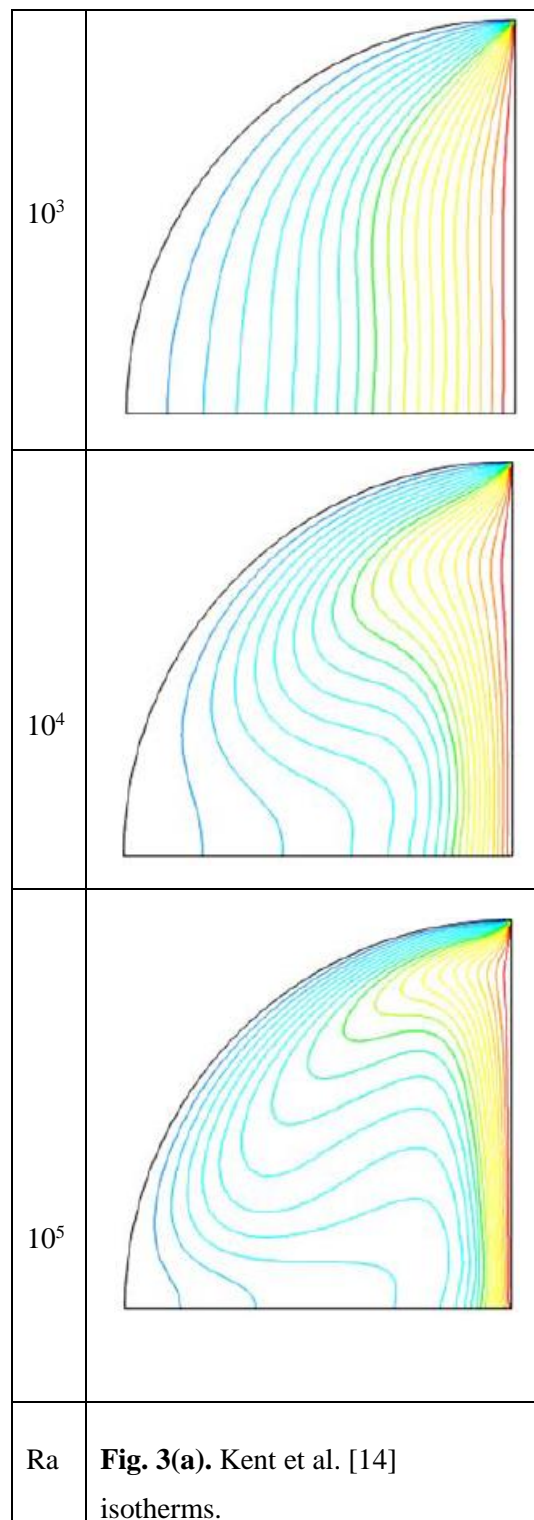 10³
10⁴
10⁵
Ra
Fig. 3(a). Kent et al. [14]
isotherms.